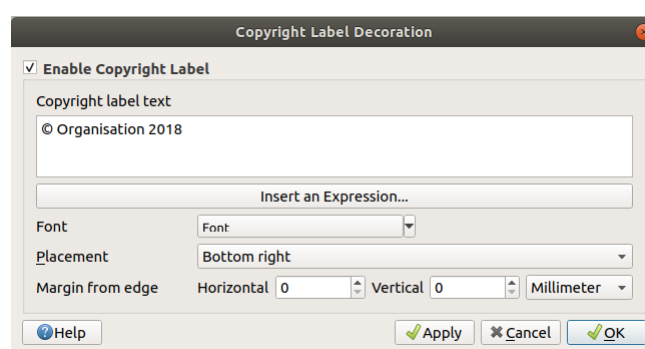 Copyright Label Decoration
Enable Copyright Label
Copyright label text
© Organisation 2018
Insert an Expression...
Font Font
Placement Bottom right
Margin from edge Horizontal 0 Vertical 0 Millimeter
Help Apply Cancel OK